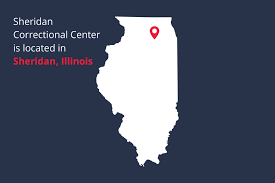 Sheridan
Correctional Center
is located in
Sheridan, Illinois